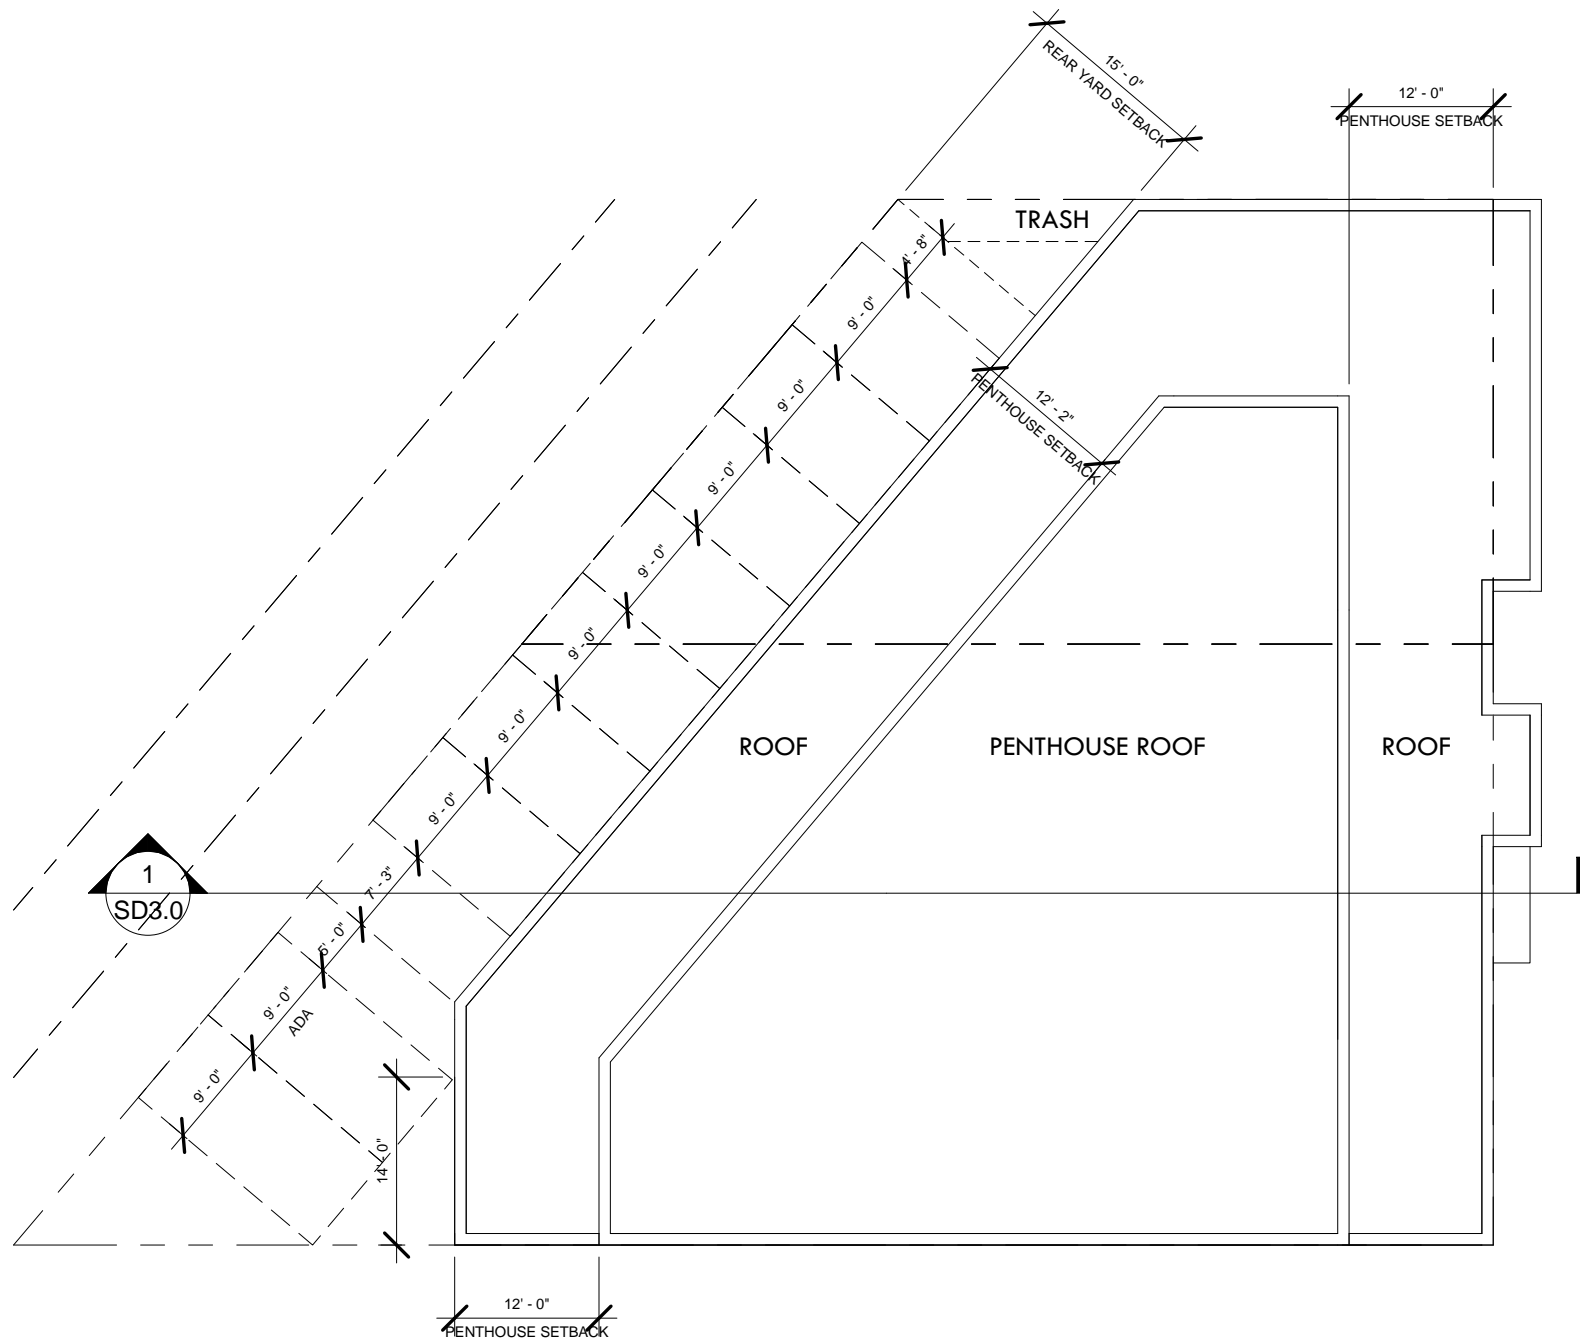 15' - 0"
REAR YARD SETBACK
12' - 0"
PENTHOUSE SETBACK
TRASH
4' - 8"
9' - 0"
9' - 0"
12' - 2"
PENTHOUSE SETBACK
9' - 0"
9' - 0"
9' - 0"
9' - 0"
ROOF
PENTHOUSE ROOF
ROOF
9' - 0"
7' - 3"
1
SD3.0
5' - 0"
9' - 0"
ADA
9' - 0"
14' - 0"
12' - 0"
PENTHOUSE SETBACK